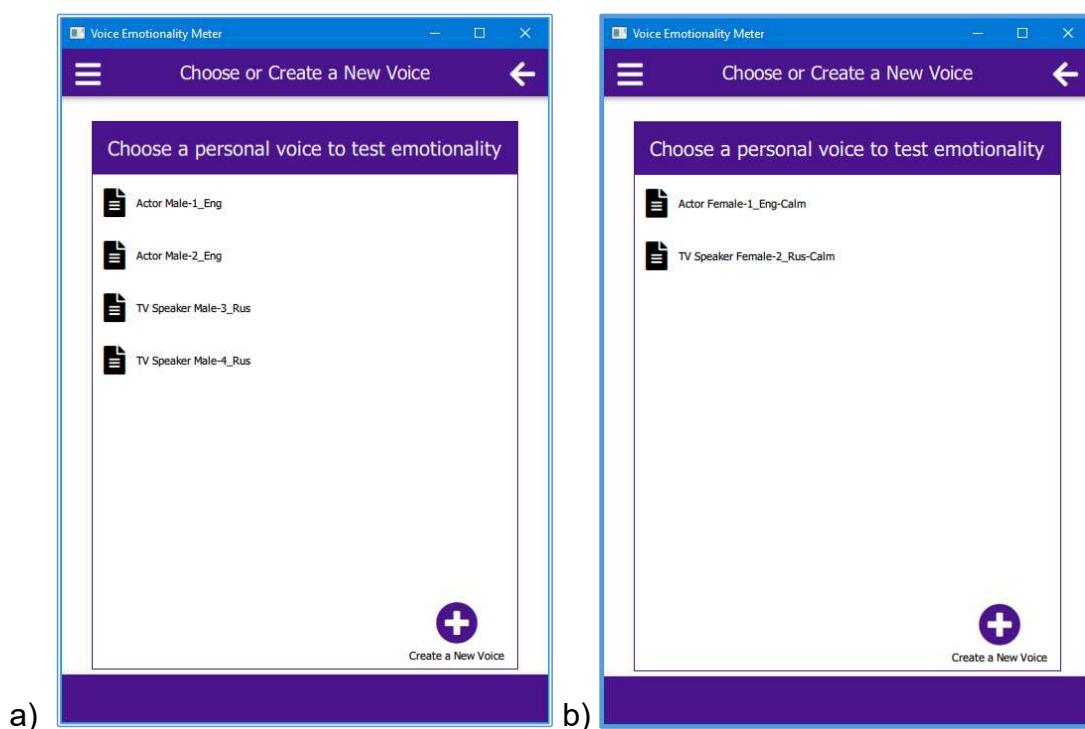 Voice Emotionality Meter
Choose or Create a New Voice
Choose a personal voice to test emotionality
Actor Male-1_Eng
Actor Male-2_Eng
TV Speaker Male-3_Rus
TV Speaker Male-4_Rus
Create a New Voice
a)
Voice Emotionality Meter
Choose or Create a New Voice
Choose a personal voice to test emotionality
Actor Female-1_Eng-Calm
TV Speaker Female-2_Rus-Calm
Create a New Voice
b)